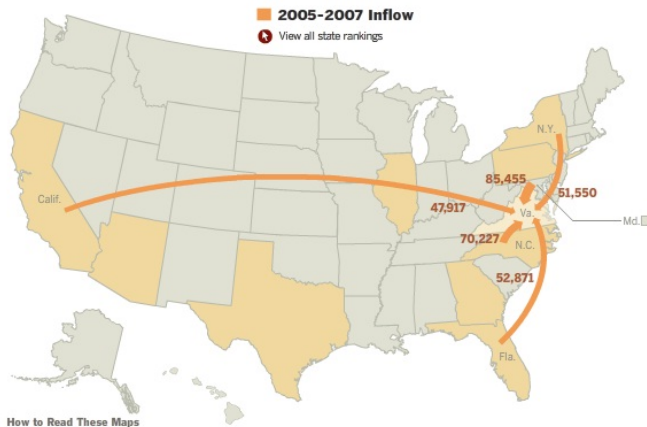 2005-2007 Inflow
View all state rankings
N.Y.
85,455
51,550
Calif.
47,917
Va.
Md.
70,227
N.C.
52,871
Fla.
How to Read These Maps